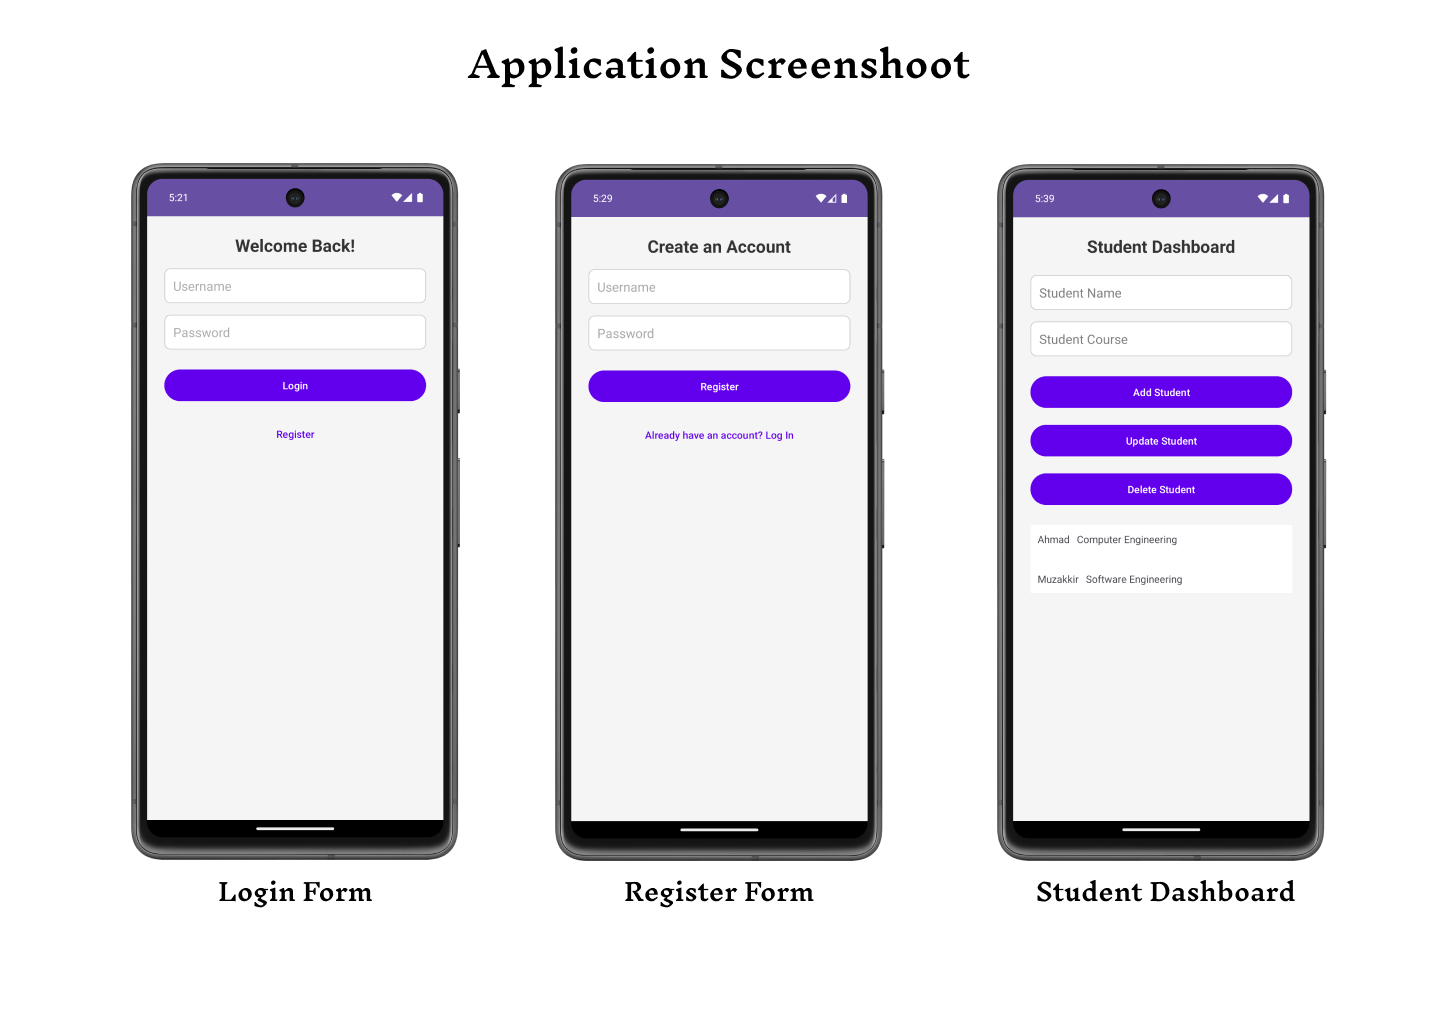 Application Screenshoot
5:21
Welcome Back!
Username
Password
Login
Register
Login Form
5:29
Create an Account
Username
Password
Register
Already have an account? Log In
Register Form
5:39
Student Dashboard
Student Name
Student Course
Add Student
Update Student
Delete Student
Ahmad Computer Engineering
Muzakkir Software Engineering
Student Dashboard